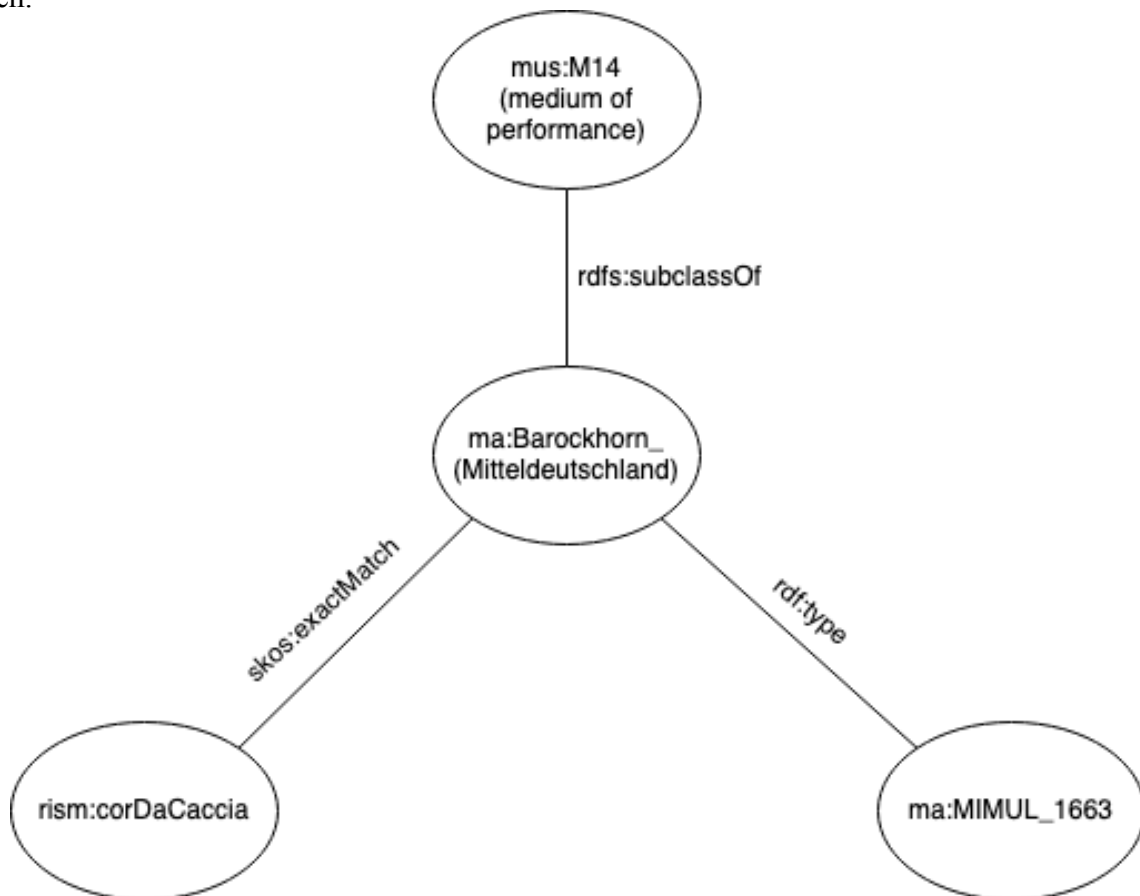 mus:M14
(medium of
performance)
rdfs:subclassOf
ma:Barockhorn_
(Mitteldeutschland)
skos:exactMatch
rdf:type
rism:corDaCaccia
ma:MIMUL_1663